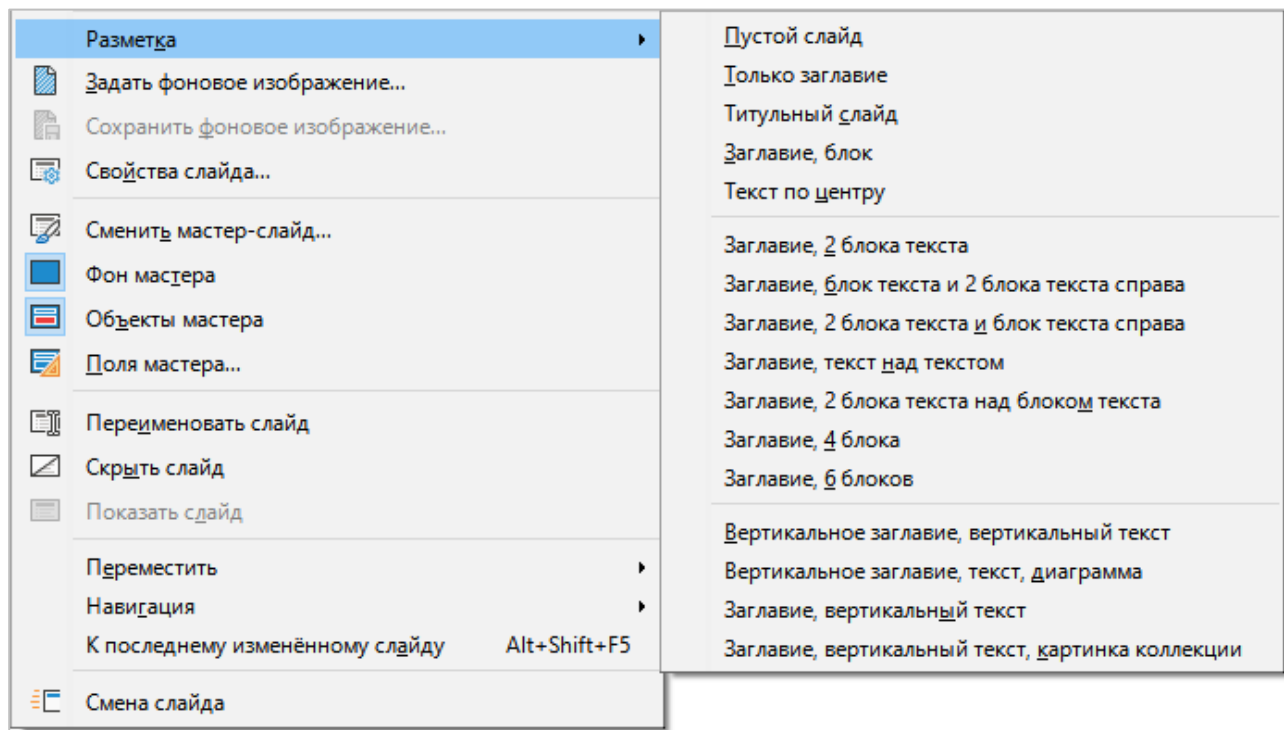 Разметка
Задать фоновое изображение...
Сохранить фоновое изображение...
Свойства слайда...
Сменить мастер-слайд...
Фон мастера
Объекты мастера
Поля мастера...
Переименовать слайд
Скрыть слайд
Показать слайд
Переместить
Навигация
К последнему изменённому слайду Alt+Shift+F5
Смена слайда
Пустой слайд
Только заглавие
Титульный слайд
Заглавие, блок
Текст по центру
Заглавие, 2 блока текста
Заглавие, блок текста и 2 блока текста справа
Заглавие, 2 блока текста и блок текста справа
Заглавие, текст над текстом
Заглавие, 2 блока текста над блоком текста
Заглавие, 4 блока
Заглавие, 6 блоков
Вертикальное заглавие, вертикальный текст
Вертикальное заглавие, текст, диаграмма
Заглавие, вертикальный текст
Заглавие, вертикальный текст, картинка коллекции